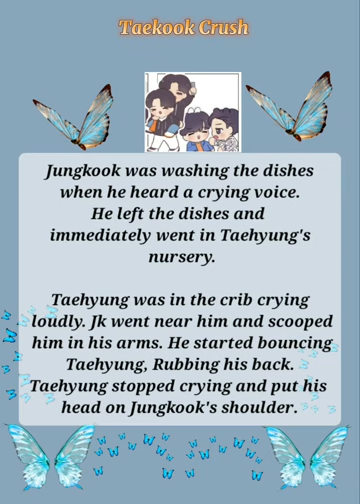 Taekook Crush
Jungkook was washing the dishes
when he heard a crying voice.
He left the dishes and
immediately went in Taehyung's
nursery.
Taehyung was in the crib crying
loudly. Jk went near him and scooped
him in his arms. He started bouncing
Taehyung, Rubbing his back.
Taehyung stopped crying and put his
head on Jungkook's shoulder.